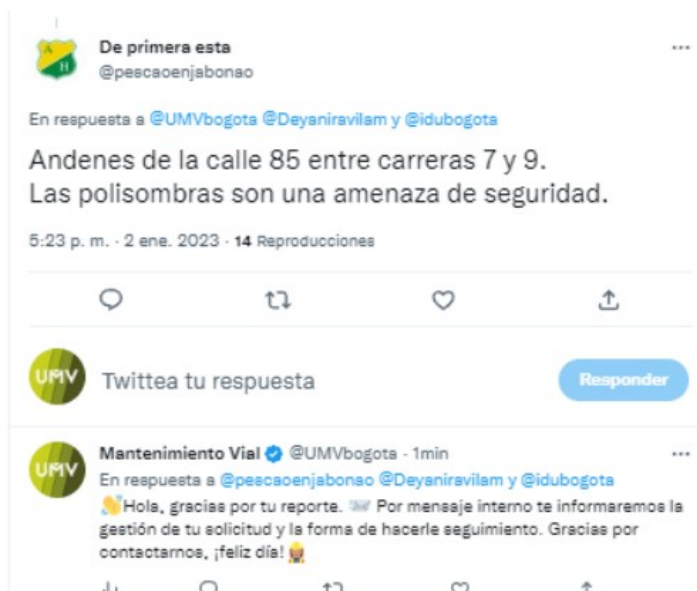 De primera esta
@pescaoenjabonao
En respuesta a @UMVbogota @Deyaniravilam y @idubogota
Andenes de la calle 85 entre carreras 7 y 9.
Las polisombras son una amenaza de seguridad.
5:23 p. m. · 2 ene. 2023 · 14 Reproducciones
UMV Twittea tu respuesta Responder
UMV Mantenimiento Vial @UMVbogota · 1min
En respuesta a @pescaoenjabonao @Deyaniravilam y @idubogota
👋Hola, gracias por tu reporte. 📨 Por mensaje interno te informaremos la
gestión de tu solicitud y la forma de hacerle seguimiento. Gracias por
contactarnos, ¡feliz día!👷